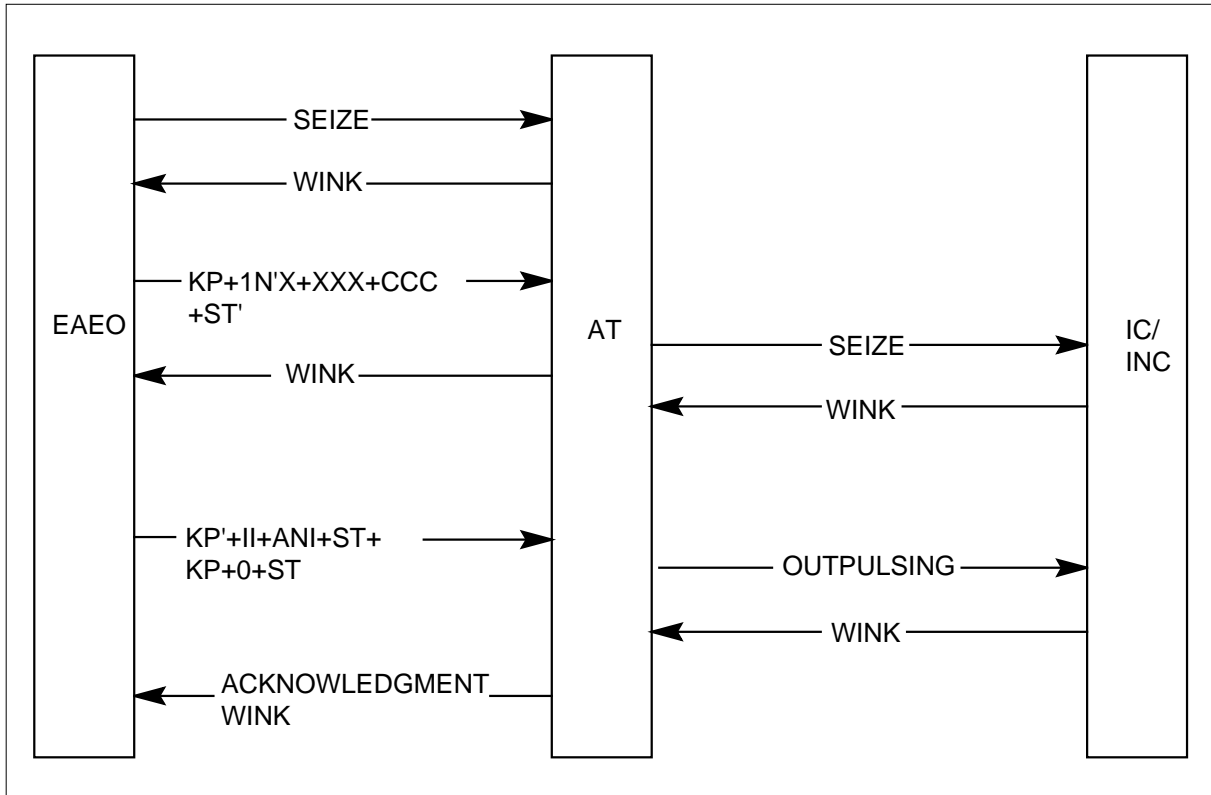 SEIZE
WINK
KP+1N'X+XXX+CCC
+ST'
EAEO
AT
IC/
INC
SEIZE
WINK
WINK
KP'+II+ANI+ST+
KP+0+ST
OUTPULSING
WINK
ACKNOWLEDGMENT
WINK